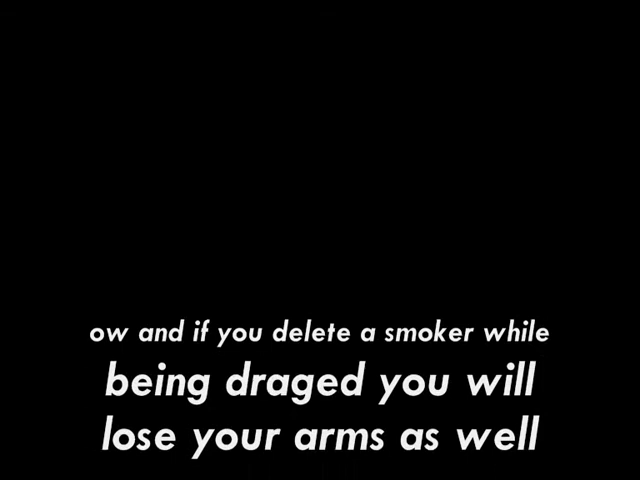 ow and if you delete a smoker while
being draged you will
lose your arms as well